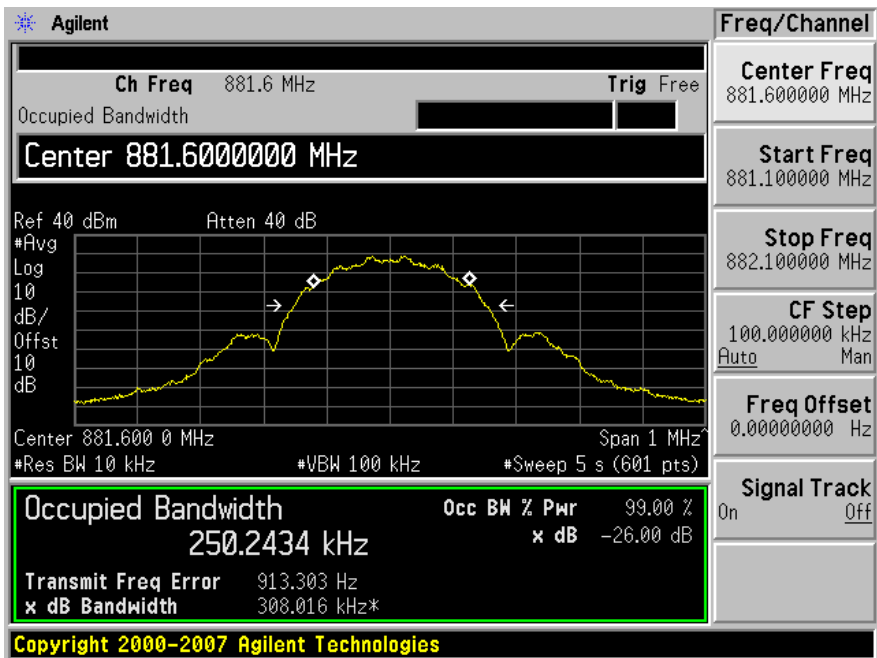 Agilent
Freq/Channel
Ch Freq 881.6 MHz Trig Free
Occupied Bandwidth
Center 881.6000000 MHz
Ref 40 dBm Atten 40 dB
#Avg
Log
10
dB/
Offst
10
dB
Center 881.600 0 MHz Span 1 MHz^
#Res BW 10 kHz #VBW 100 kHz #Sweep 5 s (601 pts)
Occupied Bandwidth Occ BW % Pwr 99.00 %
250.2434 kHz x dB -26.00 dB
Transmit Freq Error 913.303 Hz
x dB Bandwidth 308.016 kHz*
Copyright 2000-2007 Agilent Technologies
Center Freq
881.600000 MHz
Start Freq
881.100000 MHz
Stop Freq
882.100000 MHz
CF Step
100.000000 kHz
Auto Man
Freq Offset
0.00000000 Hz
Signal Track
On Off